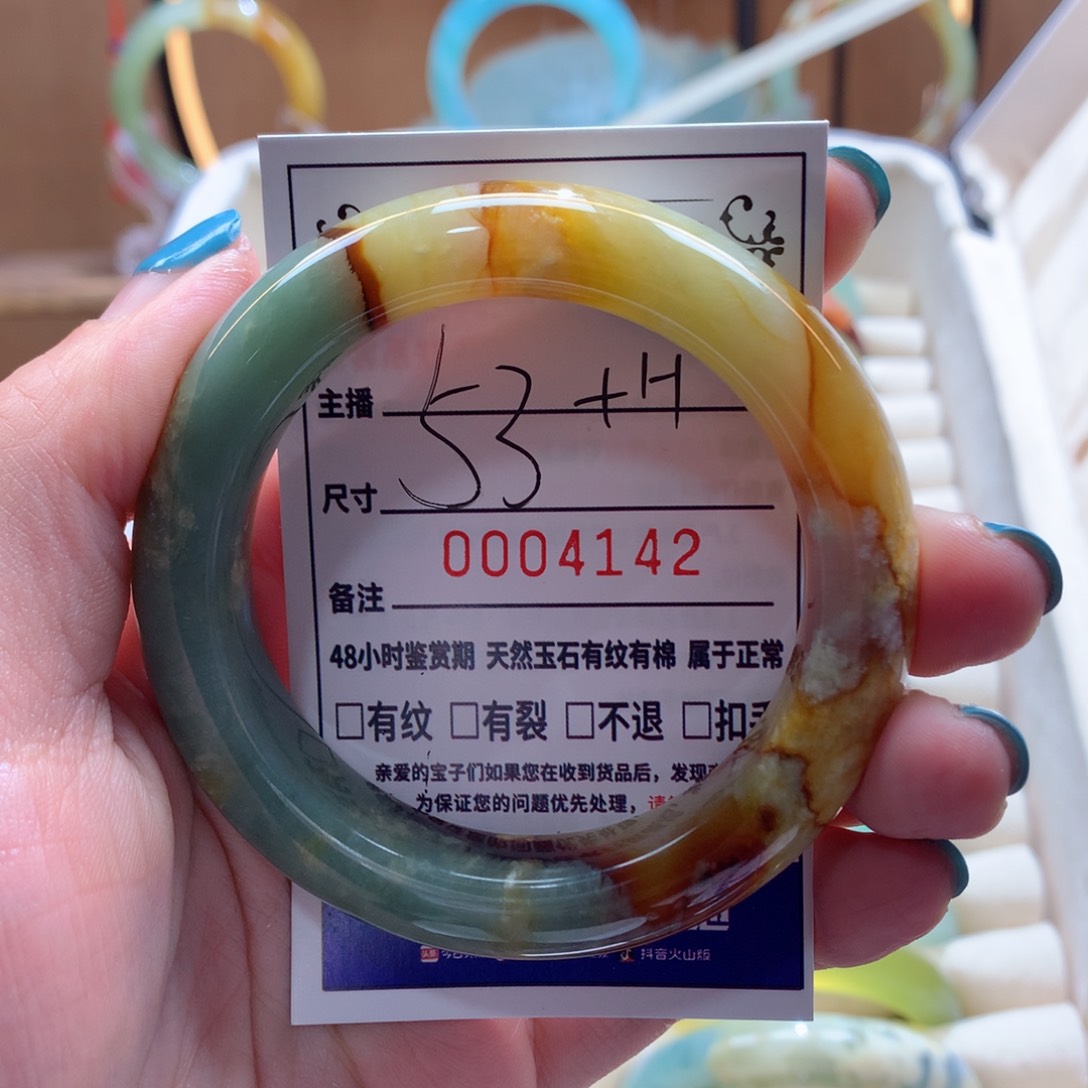 53 +H
主播
尺寸
0004142
备注
48小时鉴赏期 天然玉石有纹有棉 属于正常
□有纹 □有裂 □不退 □扣手
亲爱的宝子们如果您在收到货品后，发现
为保证您的问题优先处理，请
抖音火山版